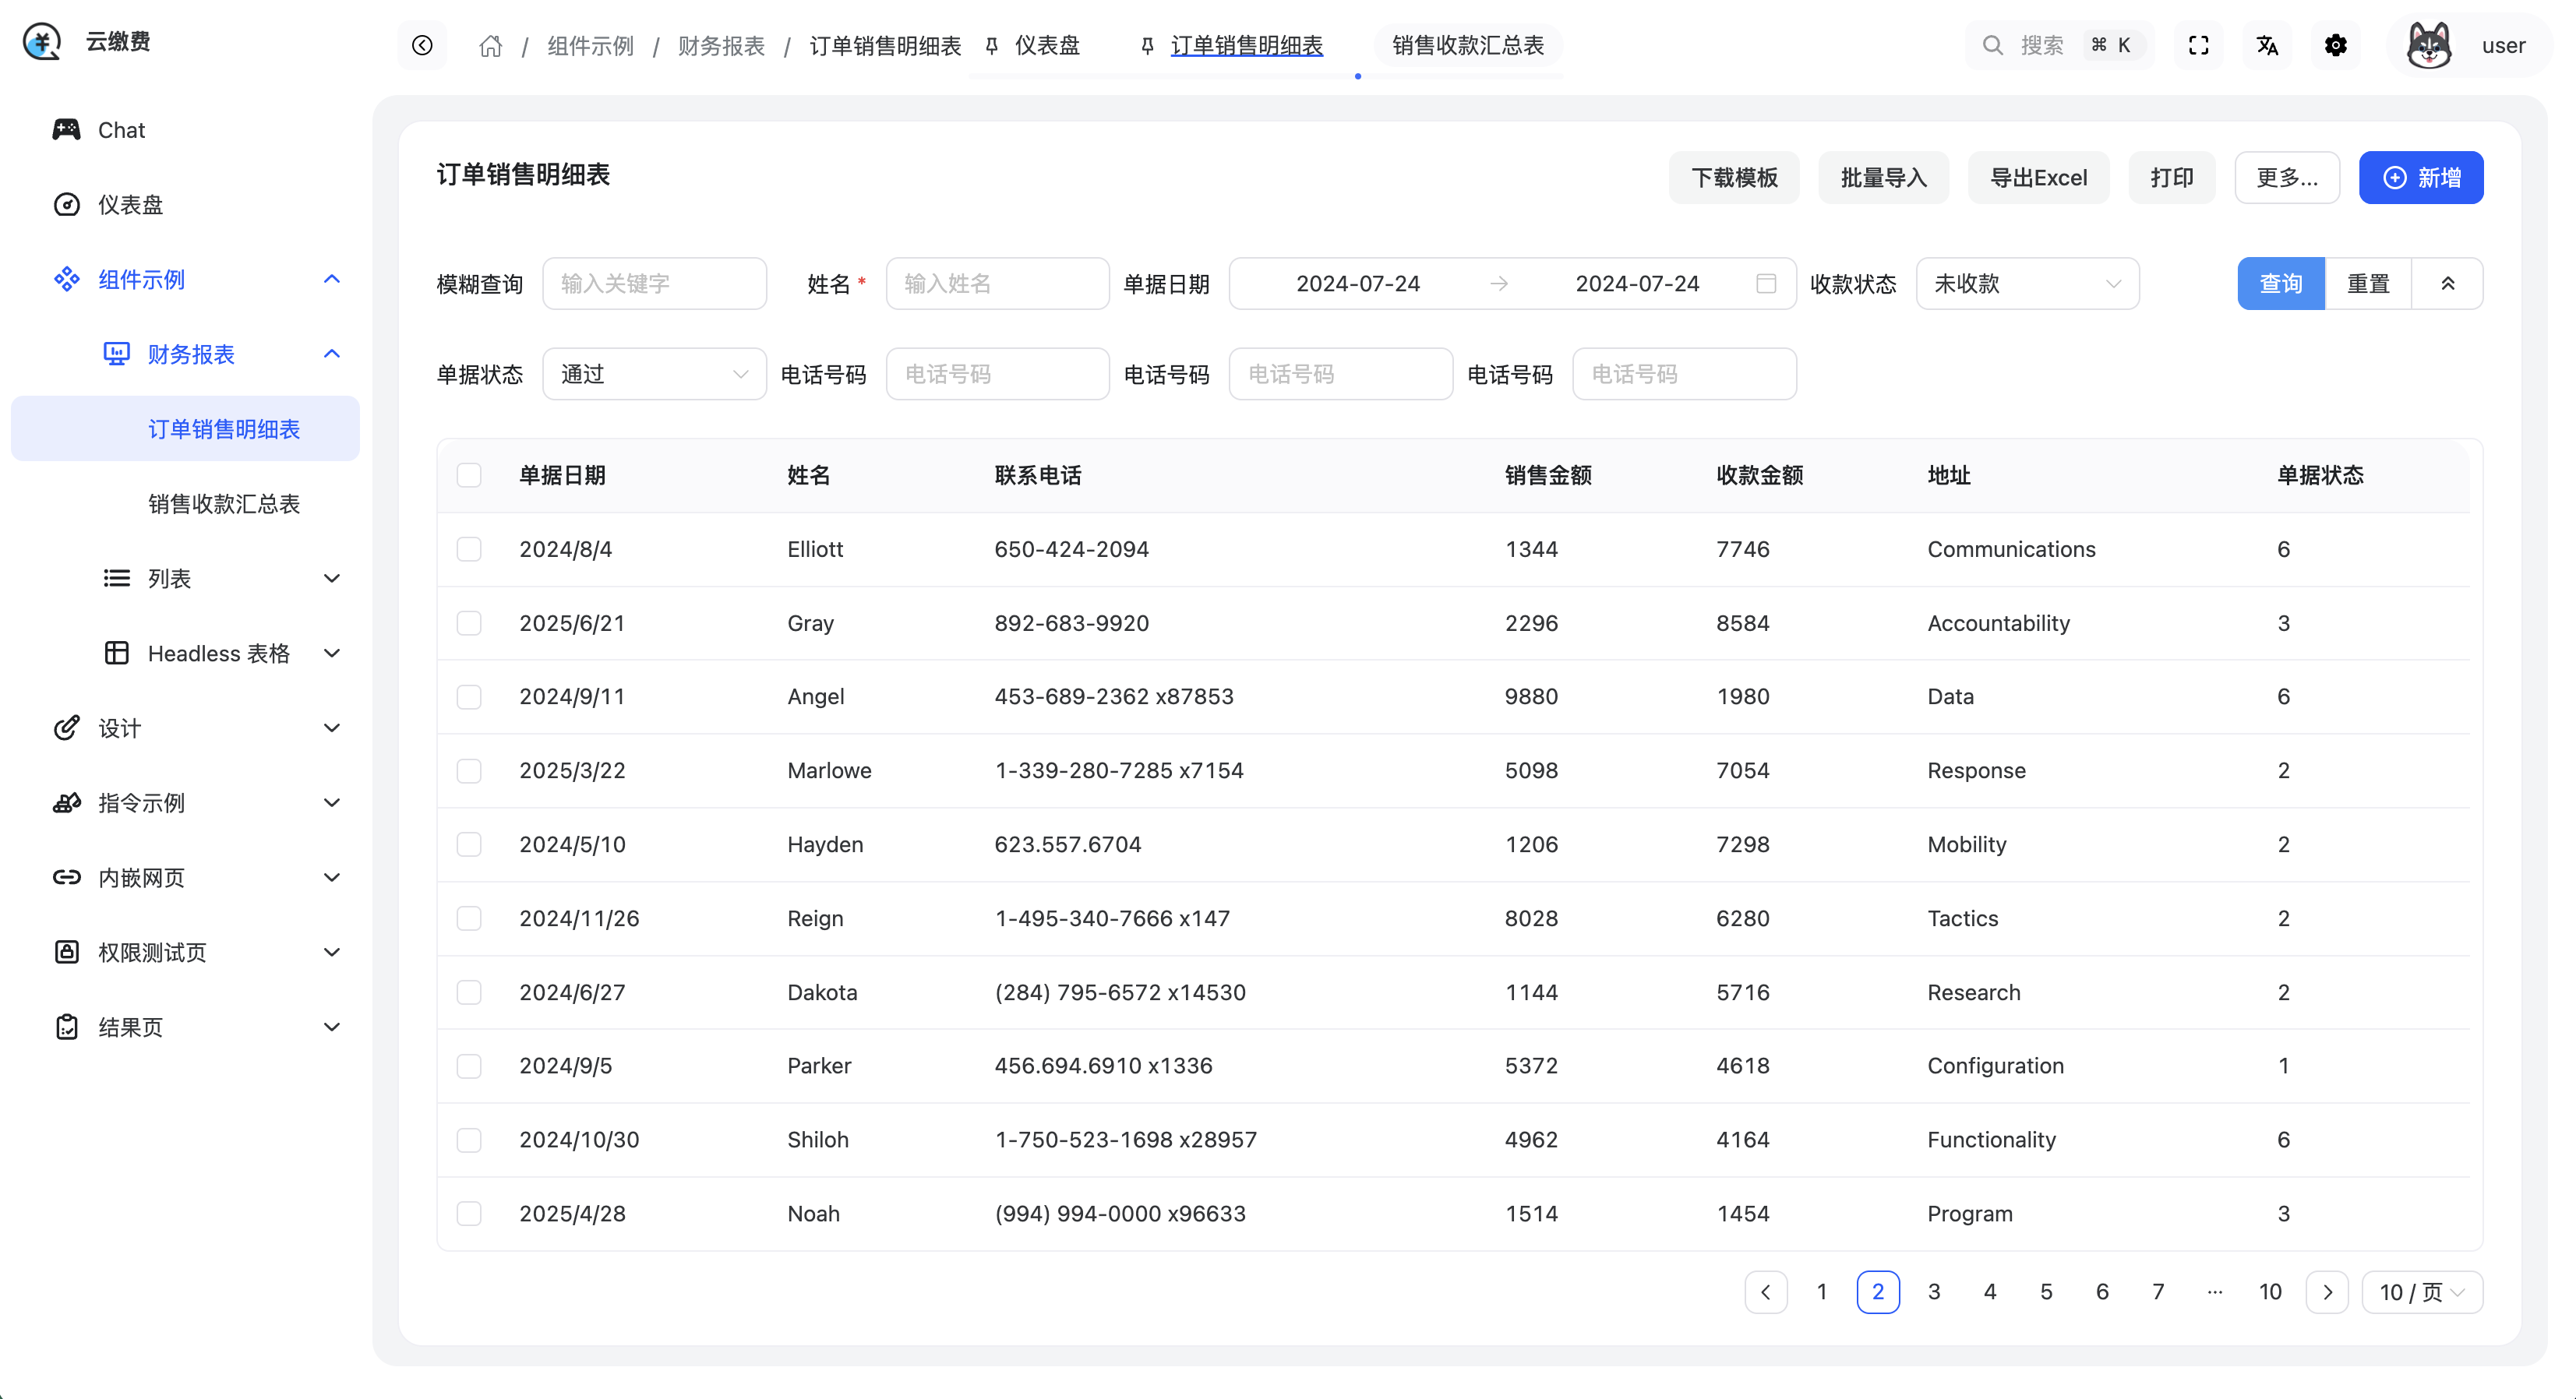 云缴费
/ 组件示例 / 财务报表 / 订单销售明细表 仪表盘 订单销售明细表 销售收款汇总表
搜索 ⌘ K
user
Chat
仪表盘
组件示例
财务报表
订单销售明细表
销售收款汇总表
列表
Headless 表格
设计
指令示例
内嵌网页
权限测试页
结果页
订单销售明细表
下载模板 批量导入 导出Excel 打印 更多... 新增
模糊查询 输入关键字 姓名 * 输入姓名 单据日期 2024-07-24 → 2024-07-24 收款状态 未收款 查询 重置
单据状态 通过 电话号码 电话号码 电话号码 电话号码 电话号码 电话号码
单据日期 姓名 联系电话 销售金额 收款金额 地址 单据状态
2024/8/4 Elliott 650-424-2094 1344 7746 Communications 6
2025/6/21 Gray 892-683-9920 2296 8584 Accountability 3
2024/9/11 Angel 453-689-2362 x87853 9880 1980 Data 6
2025/3/22 Marlowe 1-339-280-7285 x7154 5098 7054 Response 2
2024/5/10 Hayden 623.557.6704 1206 7298 Mobility 2
2024/11/26 Reign 1-495-340-7666 x147 8028 6280 Tactics 2
2024/6/27 Dakota (284) 795-6572 x14530 1144 5716 Research 2
2024/9/5 Parker 456.694.6910 x1336 5372 4618 Configuration 1
2024/10/30 Shiloh 1-750-523-1698 x28957 4962 4164 Functionality 6
2025/4/28 Noah (994) 994-0000 x96633 1514 1454 Program 3
1 2 3 4 5 6 7 ··· 10 10 / 页